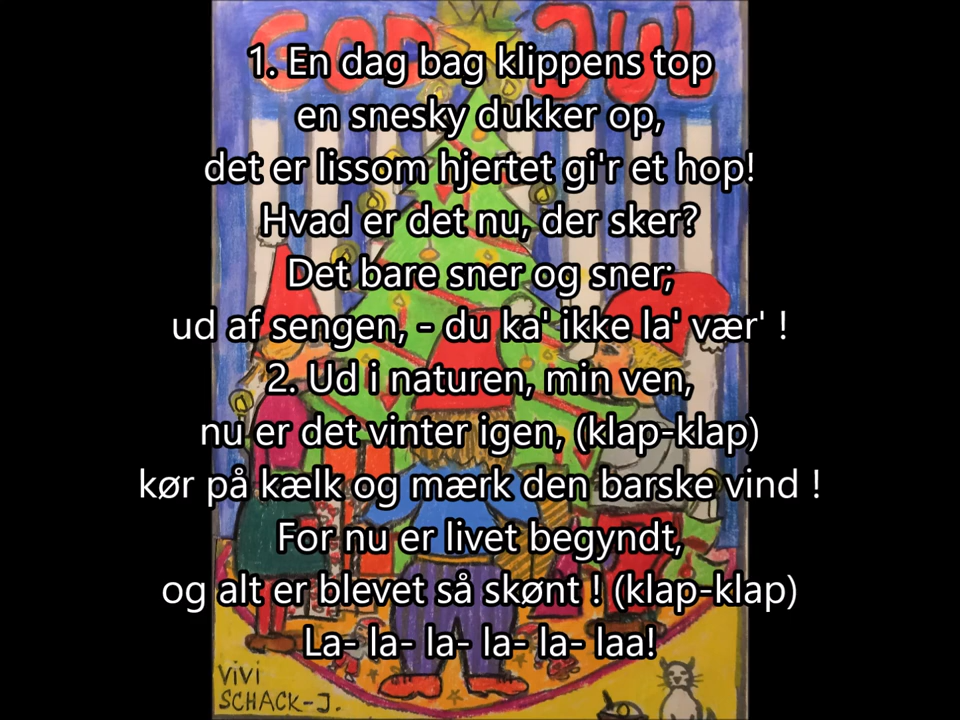 GOD JUL
1. En dag bag klippens top
en snesky dukker op,
det er lissom hjertet gi'r et hop!
Hvad er det nu, der sker?
Det bare sner og sner;
ud af sengen, - du ka' ikke la' vær' !
2. Ud i naturen, min ven,
nu er det vinter igen, (klap-klap)
kør på kælk og mærk den barske vind !
For nu er livet begyndt,
og alt er blevet så skønt ! (klap-klap)
La- la- la- la- la- laa!
ViVi
SCHACK-J.